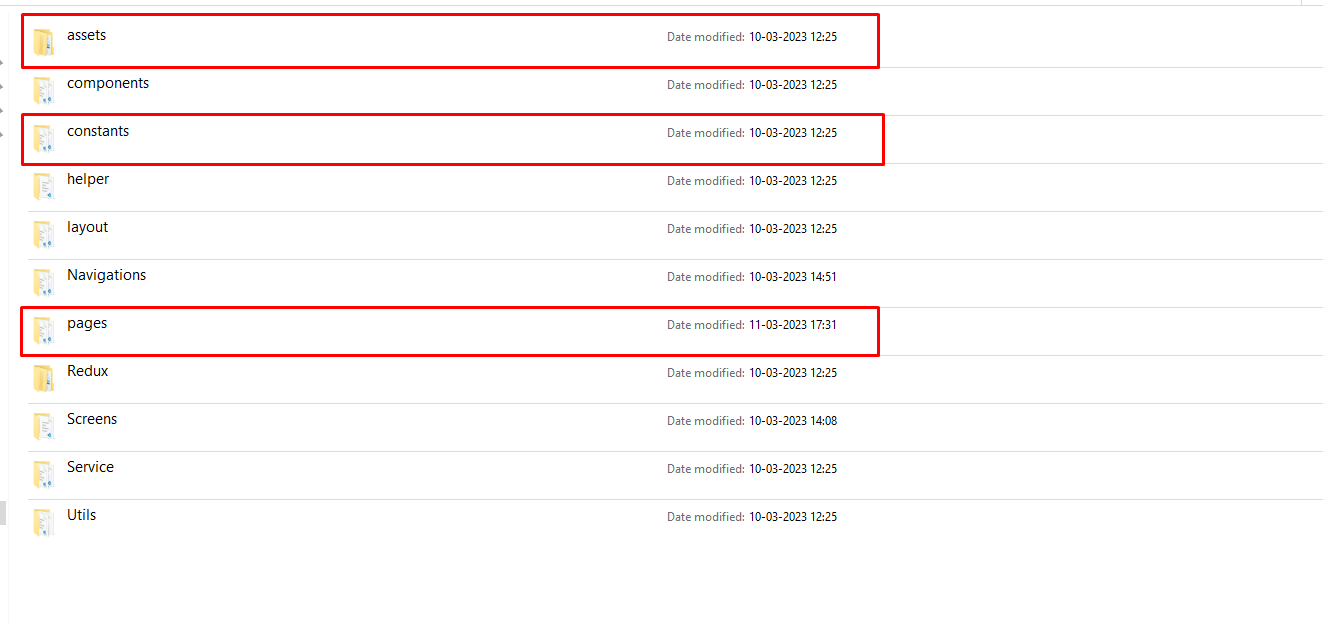 assets Date modified: 10-03-2023 12:25
components Date modified: 10-03-2023 12:25
constants Date modified: 10-03-2023 12:25
helper Date modified: 10-03-2023 12:25
layout Date modified: 10-03-2023 12:25
Navigations Date modified: 10-03-2023 14:51
pages Date modified: 11-03-2023 17:31
Redux Date modified: 10-03-2023 12:25
Screens Date modified: 10-03-2023 14:08
Service Date modified: 10-03-2023 12:25
Utils Date modified: 10-03-2023 12:25